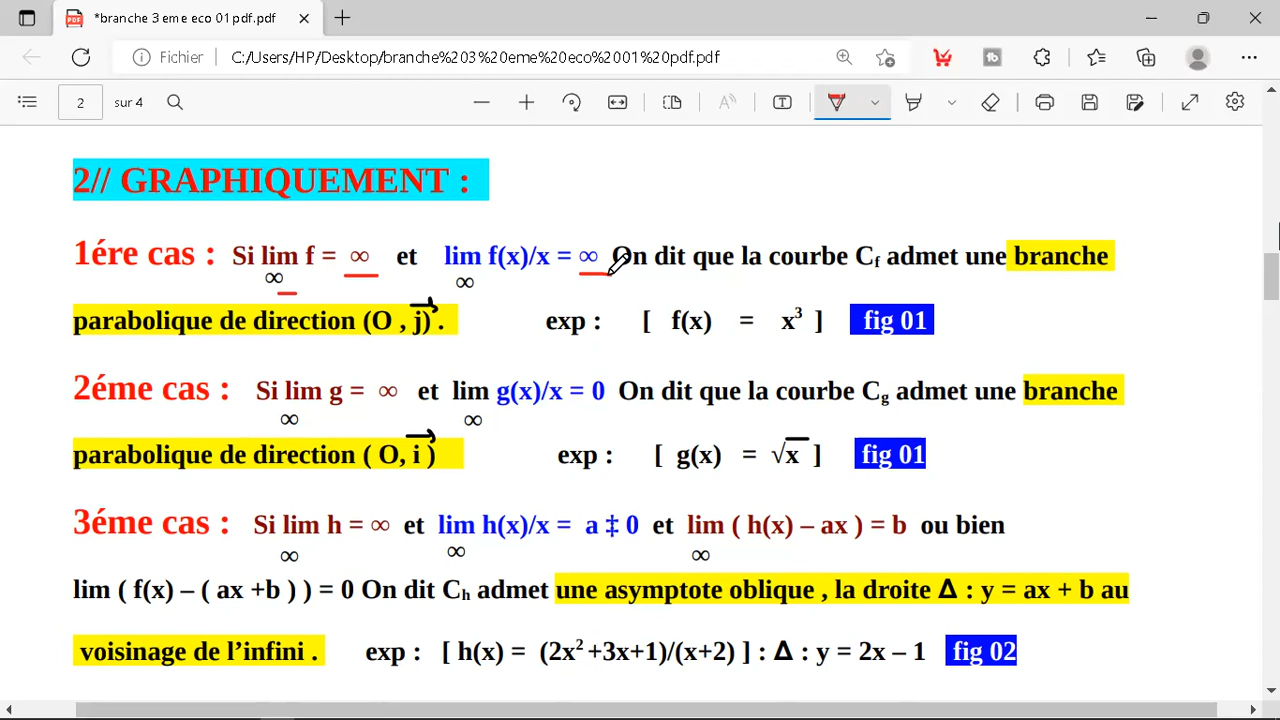 *branche 3 eme eco 01 pdf.pdf
Fichier C:/Users/HP/Desktop/branche%203%20eme%20eco%2001%20pdf.pdf
2 sur 4
2// GRAPHIQUEMENT :
1ére cas : Si lim f = ∞ et lim f(x)/x = ∞ On dit que la courbe Cf admet une branche
∞ ∞
parabolique de direction (O , j) . exp : [ f(x) = x³ ] fig 01
2éme cas : Si lim g = ∞ et lim g(x)/x = 0 On dit que la courbe Cg admet une branche
∞ ∞
parabolique de direction ( O, i ) exp : [ g(x) = √x ] fig 01
3éme cas : Si lim h = ∞ et lim h(x)/x = a ‡ 0 et lim ( h(x) – ax ) = b ou bien
∞ ∞ ∞
lim ( f(x) – ( ax +b ) ) = 0 On dit Ch admet une asymptote oblique , la droite Δ : y = ax + b au
voisinage de l’infini . exp : [ h(x) = (2x² +3x+1)/(x+2) ] : Δ : y = 2x – 1 fig 02